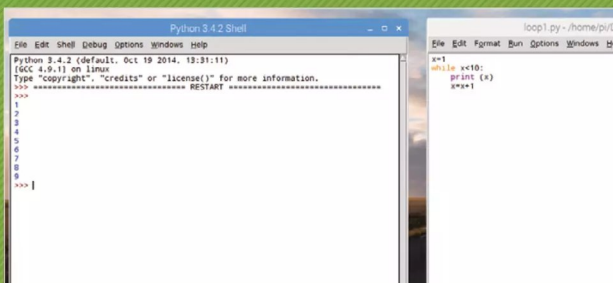 Python 3.4.2 Shell
File Edit Shell Debug Options Windows Help
Python 3.4.2 (default, Oct 19 2014, 13:31:11)
[GCC 4.9.1] on linux
Type "copyright", "credits" or "license()" for more information.
>>> ================================ RESTART ================================
>>>
1
2
3
4
5
6
7
8
9
>>>
loop1.py - /home/pi/
File Edit Format Run Options Windows
x=1
while x<10:
    print (x)
    x=x+1